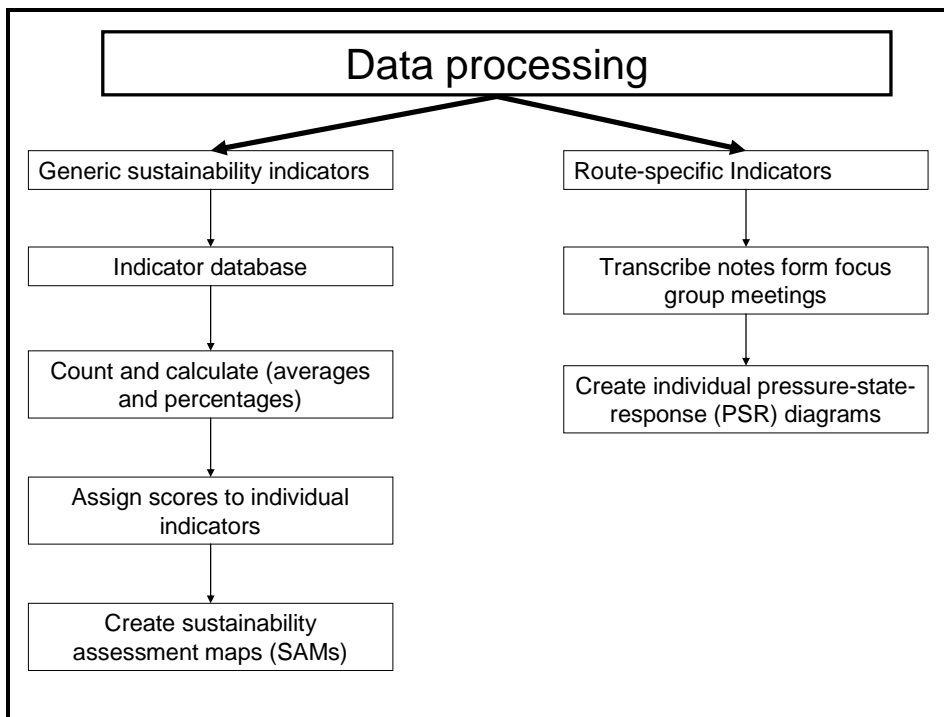 Data processing
Generic sustainability indicators
Indicator database
Count and calculate (averages
and percentages)
Assign scores to individual
indicators
Create sustainability
assessment maps (SAMs)
Route-specific Indicators
Transcribe notes form focus
group meetings
Create individual pressure-state-
response (PSR) diagrams